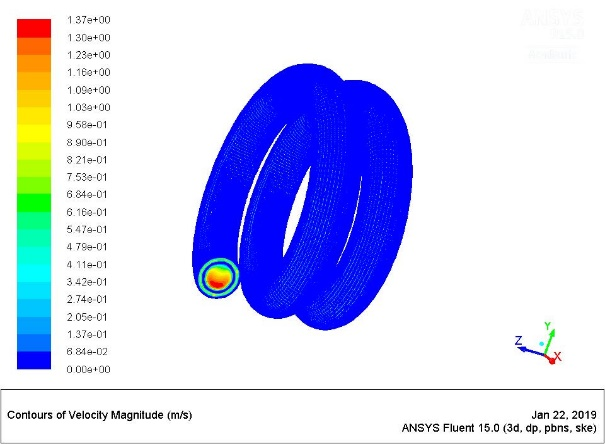 1.37e+00
1.30e+00
1.23e+00
1.16e+00
1.09e+00
1.03e+00
9.58e-01
8.90e-01
8.21e-01
7.53e-01
6.84e-01
6.16e-01
5.47e-01
4.79e-01
4.11e-01
3.42e-01
2.74e-01
2.05e-01
1.37e-01
6.84e-02
0.00e+00
ANSYS
R15.0
Academic
Y
Z
X
Contours of Velocity Magnitude (m/s)
Jan 22, 2019
ANSYS Fluent 15.0 (3d, dp, pbns, ske)